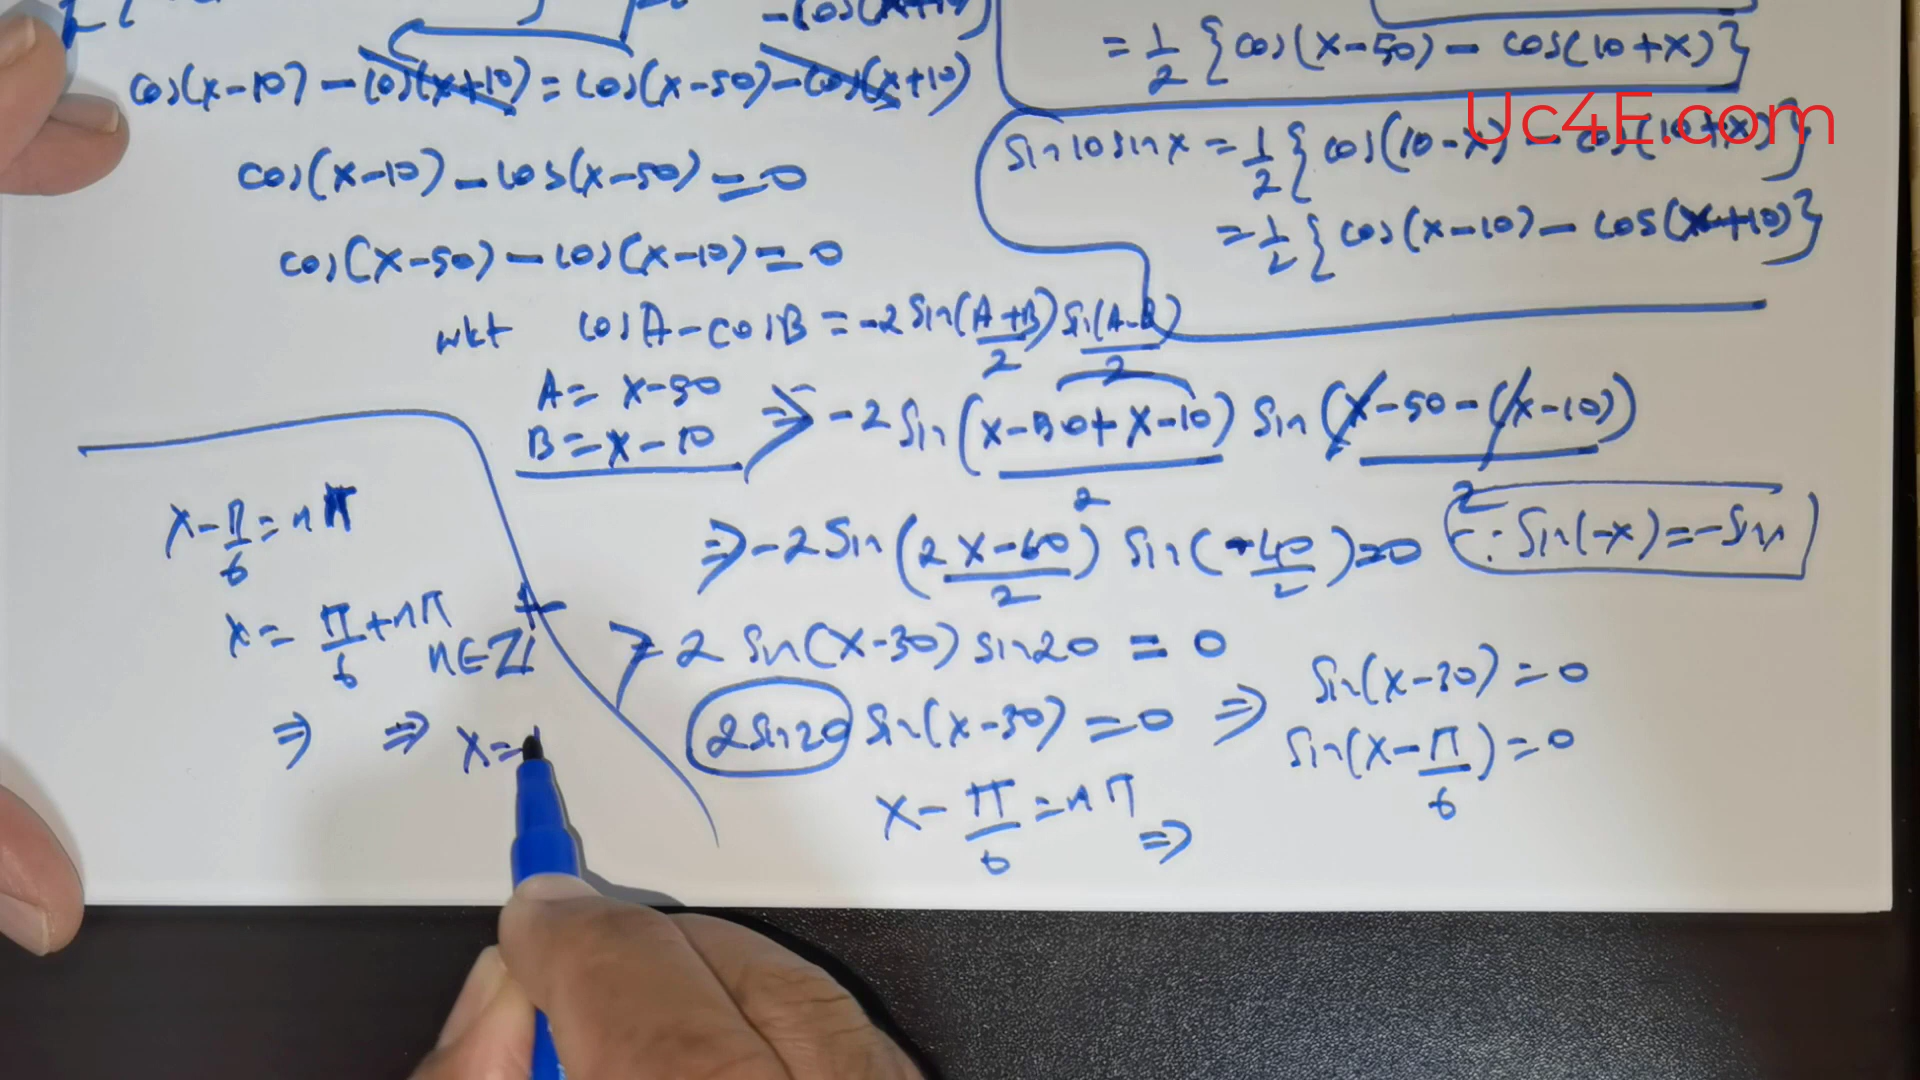 -cos(x+10)
cos(x-10) - cos(x+10) = cos(x-50) - cos(x+10)
cos(x-10) - cos(x-50) = 0
cos(x-50) - cos(x-10) = 0
wkt cosA - cosB = -2 sin(A+B)/2 sin(A-B)/2
A = x-50
B = x-10
⇒ -2 sin(x-50+x-10)/2 sin(x-50-(x-10))/2
⇒ -2 sin(2x-60/2) sin(-40/2) = 0
∵ sin(-x) = -sin
⇒ 2 sin(x-30) sin20 = 0
2sin20 sin(x-30) = 0 ⇒
sin(x-30) = 0
sin(x-π/6) = 0
x - π/6 = nπ ⇒
x - π/6 = nπ
x = π/6 + nπ
n∈Z+
⇒ ⇒ x=
= 1/2 {cos(x-50) - cos(10+x)}
Uc4E.com
sin10 sinx = 1/2 {cos(10-x) - cos(10+x)}
= 1/2 {cos(x-10) - cos(x+10)}